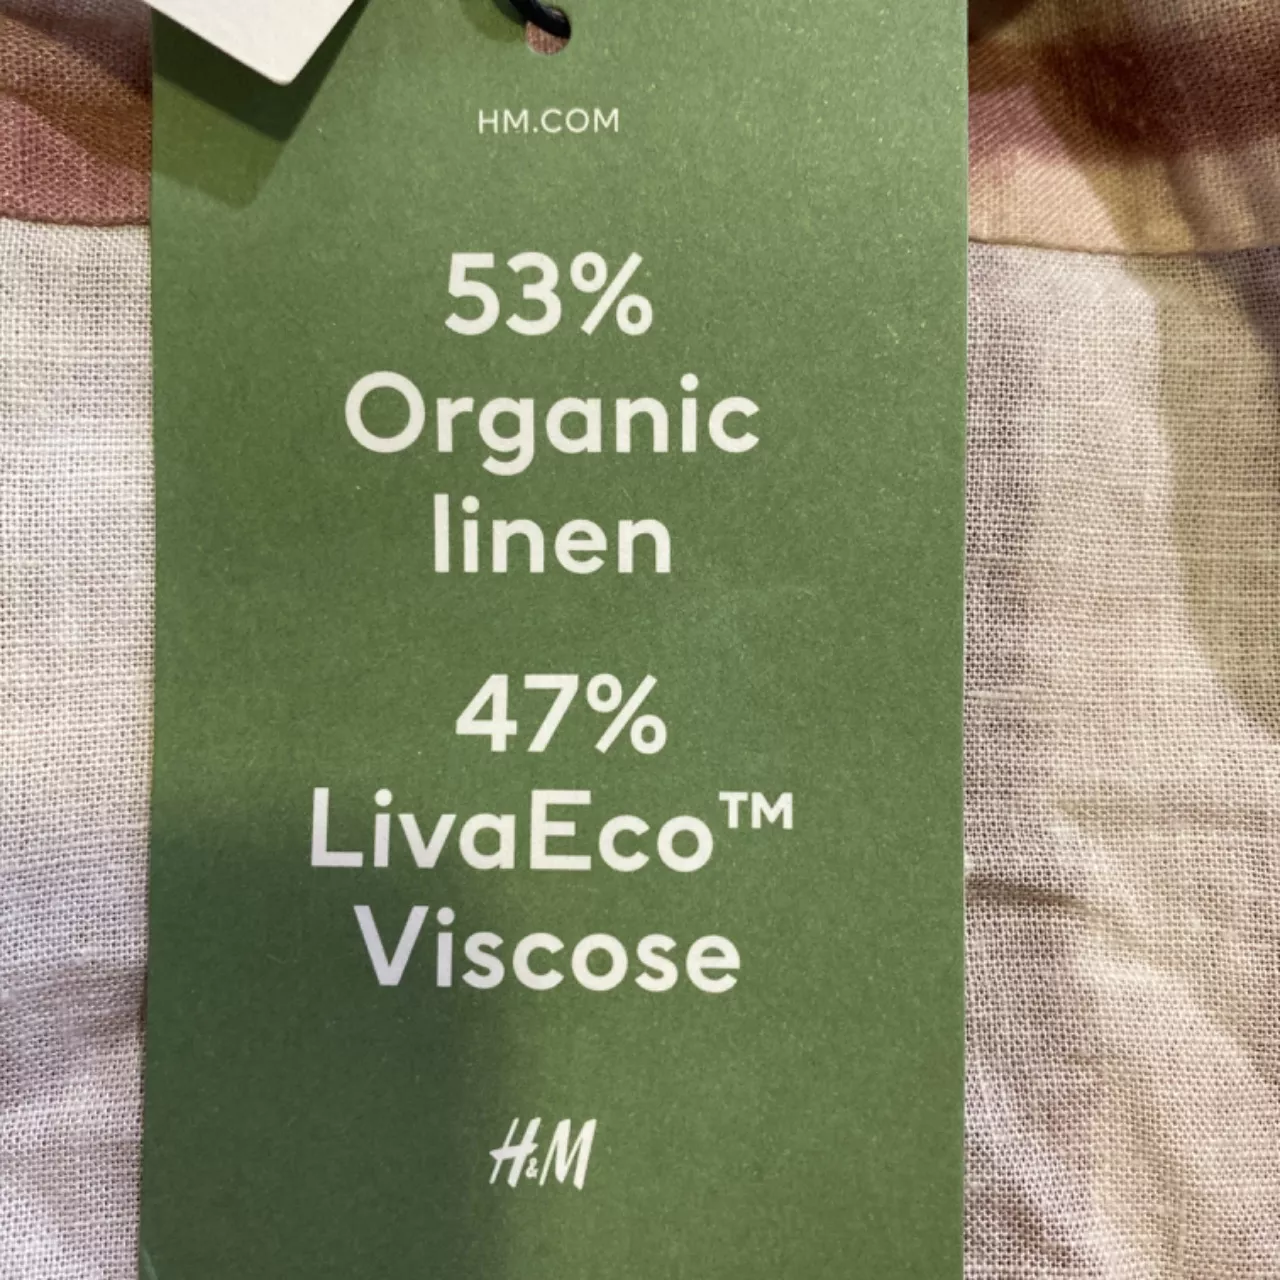 HM.COM
53%
Organic
linen
47%
LivaEco™
Viscose
H&M